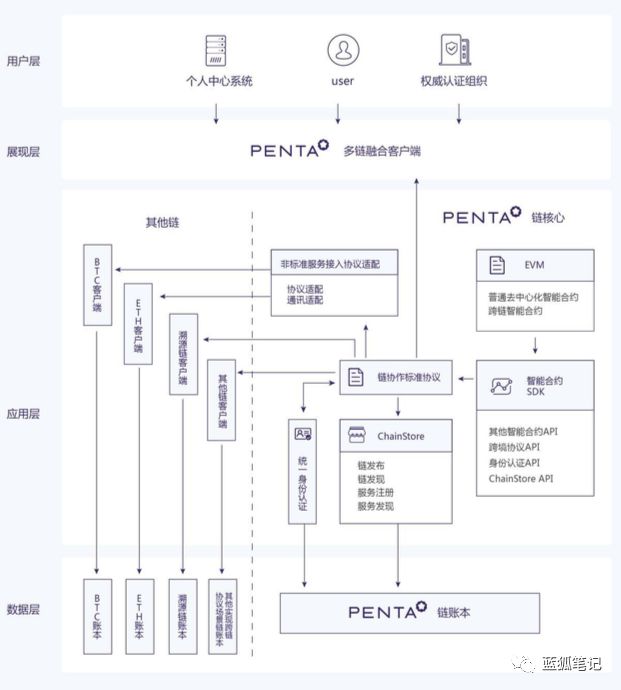 用户层
个人中心系统
user
权威认证组织
展现层
PENTA 多链融合客户端
其他链
PENTA 链核心
BTC客户端
非标准服务接入协议适配
协议适配
通讯适配
EVM
普通去中心化智能合约
跨链智能合约
ETH客户端
溯源链客户端
其他链客户端
链协作标准协议
智能合约
SDK
其他智能合约API
跨境协议API
身份认证API
ChainStore API
应用层
统一身份认证
ChainStore
链发布
链发现
服务注册
服务发现
数据层
BTC账本
ETH账本
溯源链账本
其他实现跨链
协议场景链账本
PENTA 链账本
蓝狐笔记